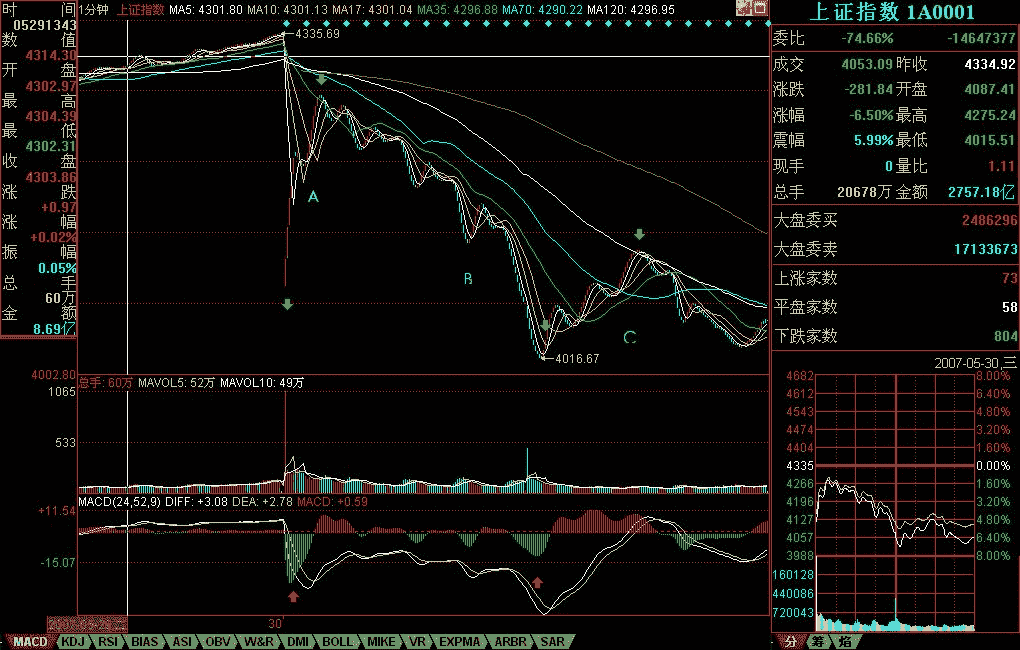 1分钟 上证指数 MA5: 4301.80 MA10: 4301.13 MA17: 4301.04 MA35: 4296.88 MA70: 4290.22 MA120: 4296.95
时间
05291343
数值
4314.30
开盘
4302.97
最高
4304.39
最低
4302.31
收盘
4303.86
涨跌
+0.97
涨幅
+0.02%
振幅
0.05%
总手
60万
金额
8.69亿
4335.69
A
B
C
4016.67
4002.80
总手: 60万 MAVOL5: 52万 MAVOL10: 49万
1065
533
MACD(24,52,9) DIFF: +3.08 DEA: +2.78 MACD: +0.59
+11.54
-15.07
30'
MACD KDJ RSI BIAS ASI OBV W&R DMI BOLL MIKE VR EXPMA ARBR SAR
上证指数 1A0001
委比 -74.66% -14647377
成交 4053.09 昨收 4334.92
涨跌 -281.84 开盘 4087.41
涨幅 -6.50% 最高 4275.24
震幅 5.99% 最低 4015.51
现手 0 量比 1.11
总手 20678万 金额 2757.18亿
大盘委买 2486296
大盘委卖 17133673
上涨家数 73
平盘家数 58
下跌家数 804
2007-05-30,三
4682 8.00%
4612 6.40%
4543 4.80%
4474 3.20%
4404 1.60%
4335 0.00%
4266 1.60%
4196 3.20%
4127 4.80%
4057 6.40%
3988 8.00%
160128
440086
720043
分 筹 焰